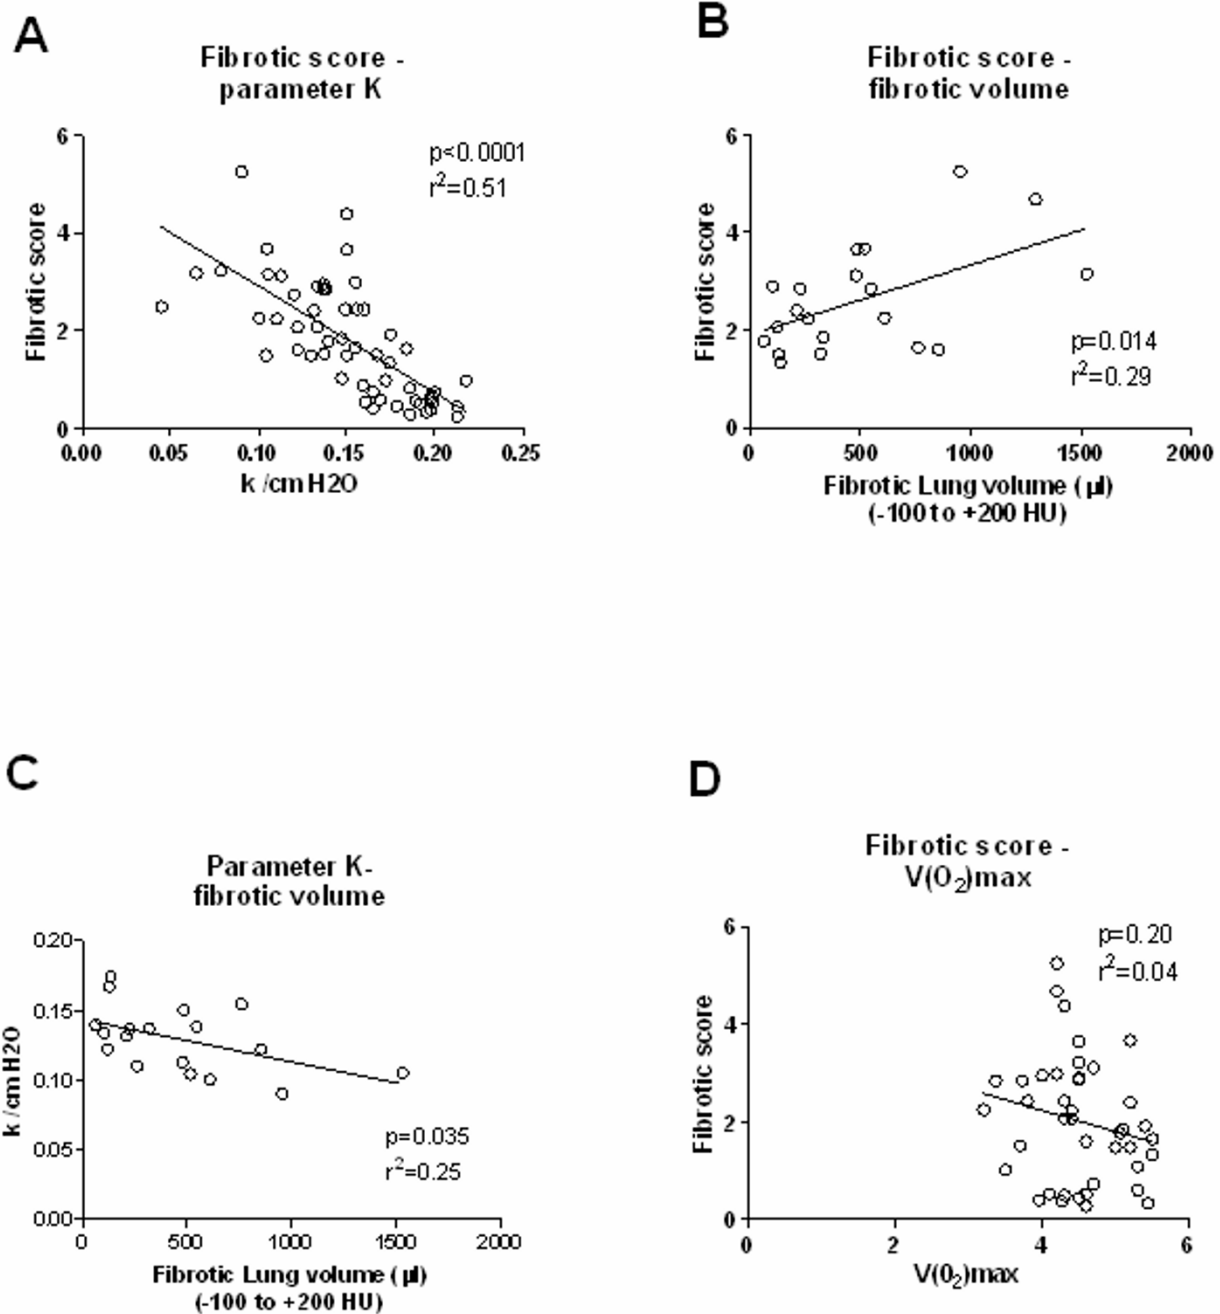 A
Fibrotic score -
parameter K
6
4
2
0
Fibrotic score
p<0.0001
r²=0.51
0.00 0.05 0.10 0.15 0.20 0.25
k /cm H2O
B
Fibrotic score -
fibrotic volume
6
4
2
0
Fibrotic score
p=0.014
r²=0.29
0 500 1000 1500 2000
Fibrotic Lung volume ( µl)
(-100 to +200 HU)
C
Parameter K-
fibrotic volume
0.20
0.15
0.10
0.05
0.00
k /cm H2O
p=0.035
r²=0.25
0 500 1000 1500 2000
Fibrotic Lung volume ( µl)
(-100 to +200 HU)
D
Fibrotic score -
V(O₂)max
6
4
2
0
Fibrotic score
p=0.20
r²=0.04
0 2 4 6
V(0₂)max